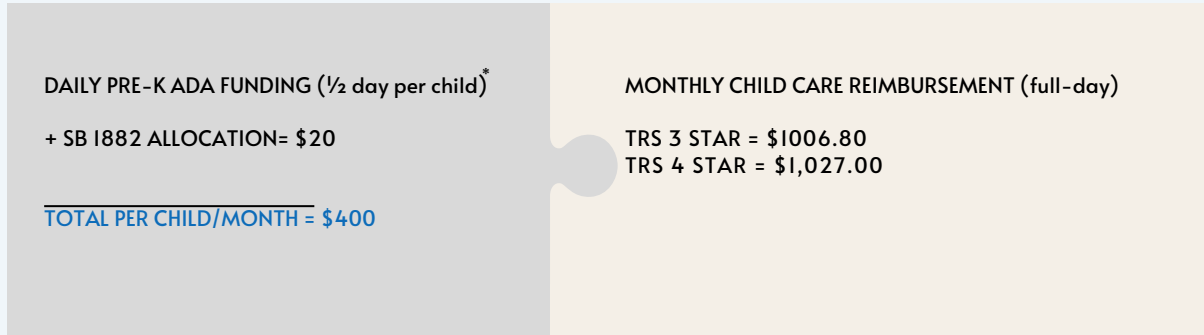 DAILY PRE-K ADA FUNDING (½ day per child)*
+ SB 1882 ALLOCATION= $20
TOTAL PER CHILD/MONTH = $400
MONTHLY CHILD CARE REIMBURSEMENT (full-day)
TRS 3 STAR = $1006.80
TRS 4 STAR = $1,027.00